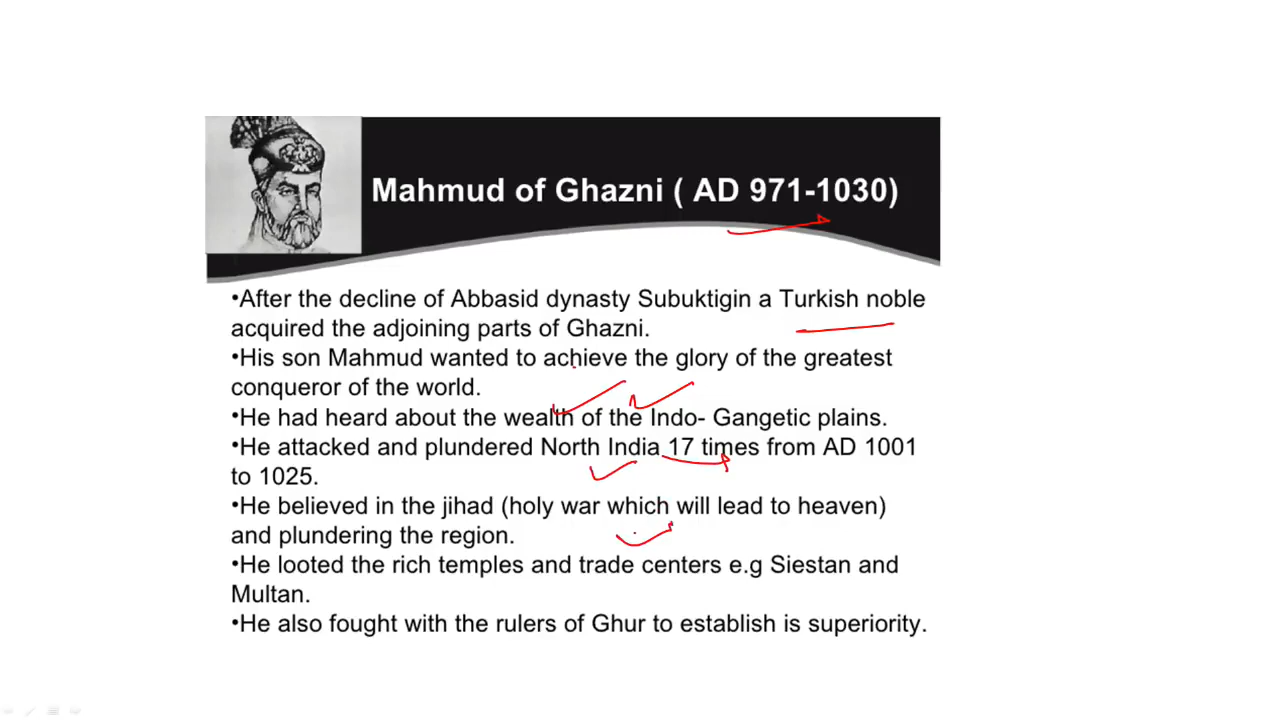 Mahmud of Ghazni ( AD 971-1030)
•After the decline of Abbasid dynasty Subuktigin a Turkish noble
acquired the adjoining parts of Ghazni.
•His son Mahmud wanted to achieve the glory of the greatest
conqueror of the world.
•He had heard about the wealth of the Indo- Gangetic plains.
•He attacked and plundered North India 17 times from AD 1001
to 1025.
•He believed in the jihad (holy war which will lead to heaven)
and plundering the region.
•He looted the rich temples and trade centers e.g Siestan and
Multan.
•He also fought with the rulers of Ghur to establish is superiority.